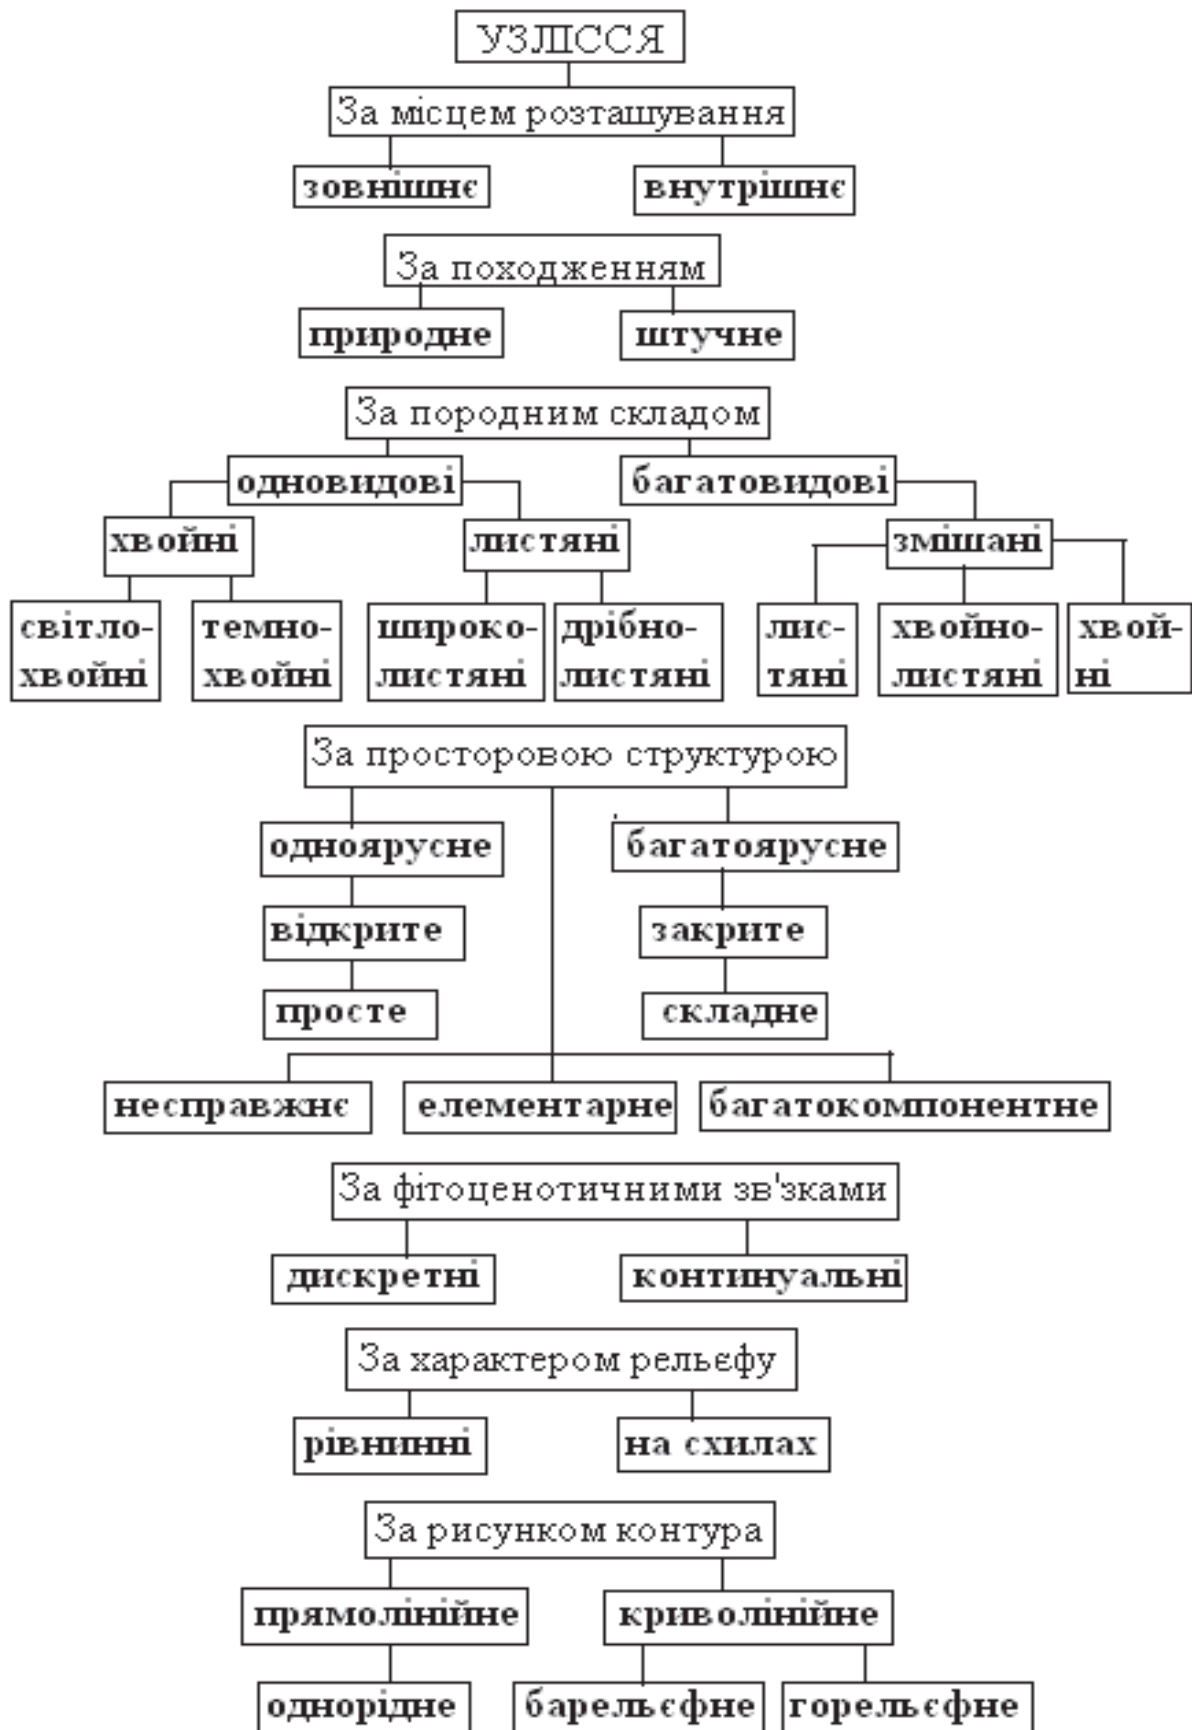 УЗЛІССЯ
За місцем розташування
зовнішнє внутрішнє
За походженням
природне штучне
За породним складом
одновидові багатовидові
хвойні листяні змішані
світло- темно- широко- дрібно- лис- хвойно- хвой-
хвойні хвойні листяні листяні тяні листяні ні
За просторовою структурою
одноярусне багатоярусне
відкрите закрите
просте складне
несправжнє елементарне багатокомпонентне
За фітоценотичними зв'зками
дискретні континуальні
За характером рельєфу
рівнинні на схилах
За рисунком контура
прямолінійне криволінійне
однорідне барельєфне горельєфне